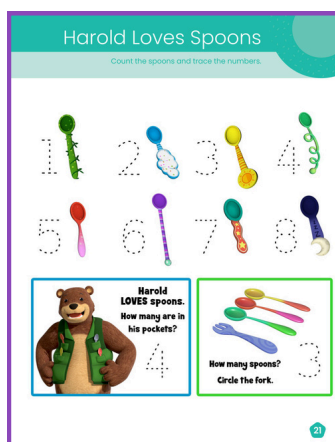 Harold Loves Spoons
Count the spoons and trace the numbers.
1 2 3 4
5 6 7 8
Harold
LOVES spoons.
How many are in
his pockets?
4
How many spoons?
Circle the fork.
3
21